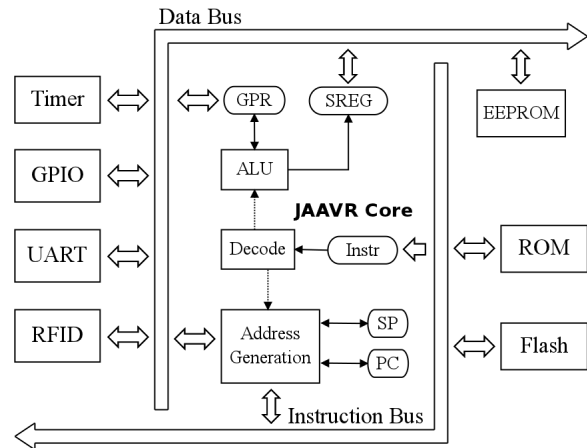 Data Bus
Timer
GPR
SREG
EEPROM
GPIO
ALU
JAAVR Core
UART
Decode
Instr
ROM
RFID
Address
Generation
SP
PC
Flash
Instruction Bus